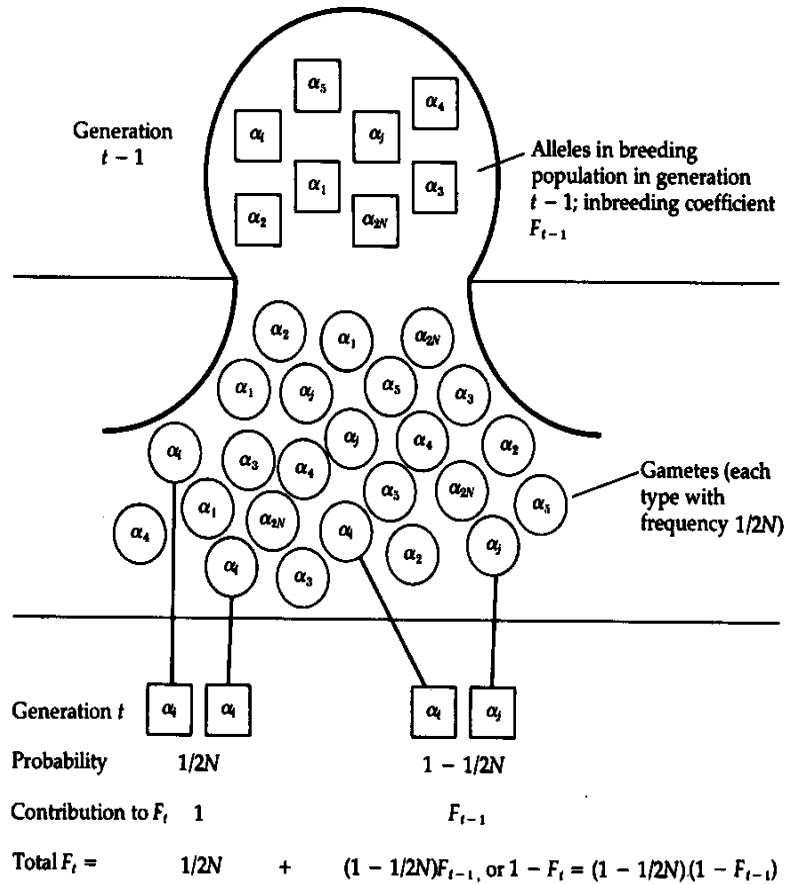 α₅
α₄
αᵢ
αⱼ
Generation
t − 1
α₁
α₃
α₂
α₂N
Alleles in breeding
population in generation
t − 1; inbreeding coefficient
Fₜ₋₁
α₂ α₁ α₂N
α₁ αⱼ α₅ α₃
αᵢ α₃ α₄ αⱼ α₄ α₂
α₄ α₁ α₂N αᵢ α₅ α₂N α₅
αᵢ α₃ α₂ αⱼ
Gametes (each
type with
frequency 1/2N)
Generation t αᵢ αᵢ αᵢ αⱼ
Probability 1/2N 1 − 1/2N
Contribution to Fₜ 1 Fₜ₋₁
Total Fₜ = 1/2N + (1 − 1/2N)Fₜ₋₁, or 1 − Fₜ = (1 − 1/2N).(1 − Fₜ₋₁)